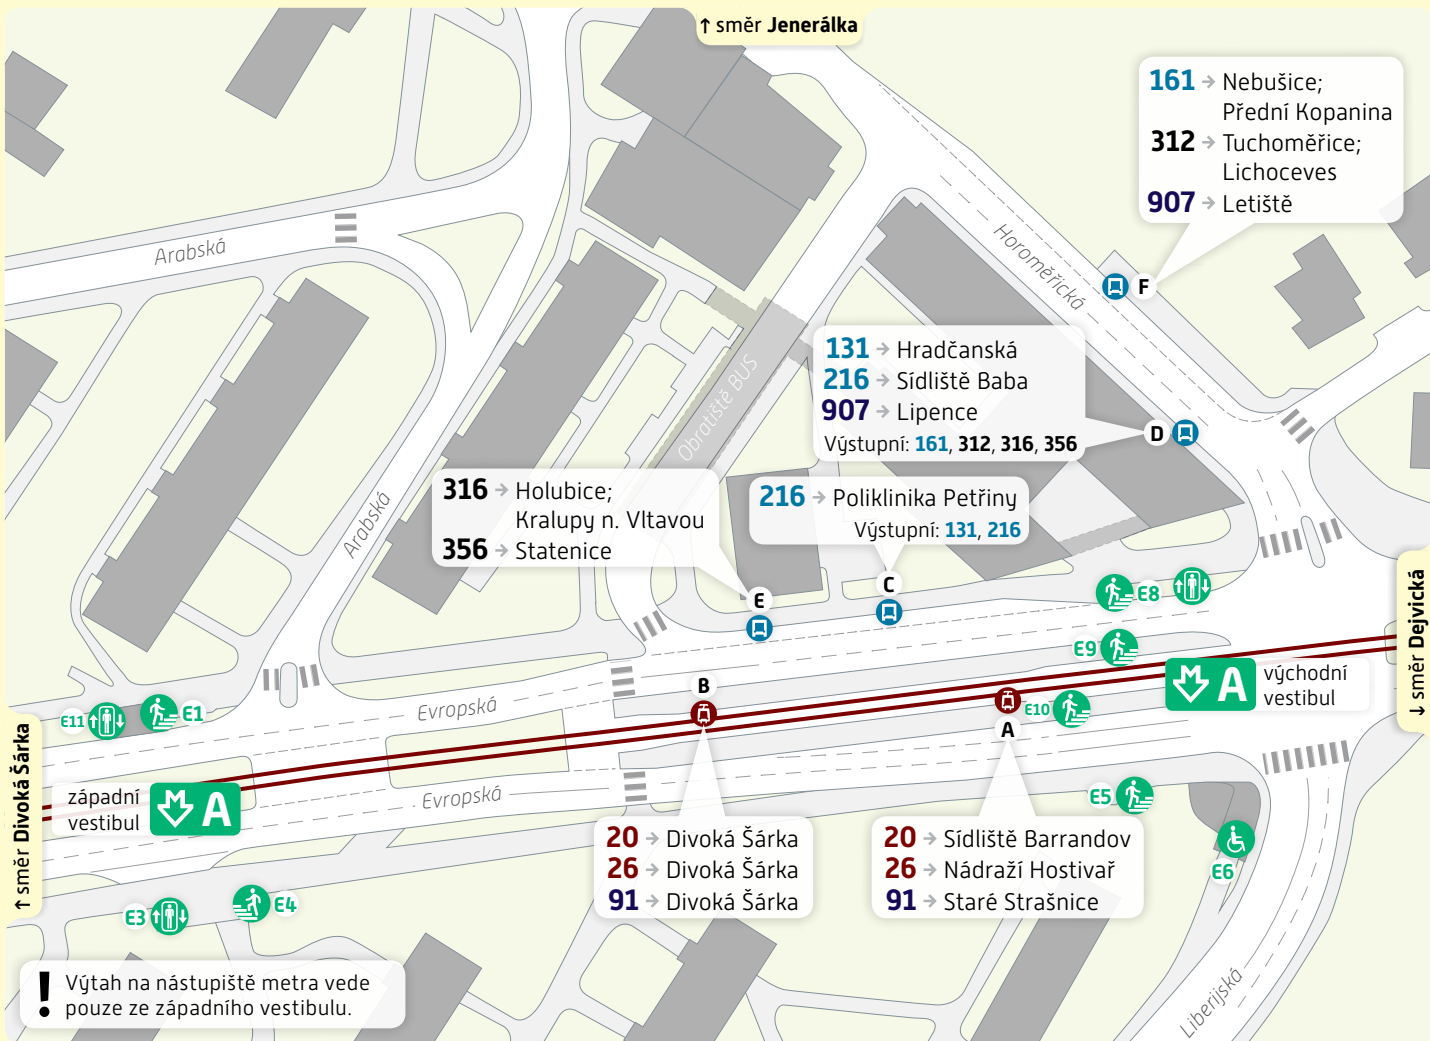 ↑ směr Jenerálka
161 → Nebušice;
Přední Kopanina
312 → Tuchoměřice;
Lichoceves
907 → Letiště
Arabská
Horoměřická
F
131 → Hradčanská
216 → Sídliště Baba
907 → Lipence
Výstupní: 161, 312, 316, 356
D
Obratiště BUS
316 → Holubice;
Kralupy n. Vltavou
356 → Statenice
216 → Poliklinika Petřiny
Výstupní: 131, 216
Arabská
E
C
E8
E9
↓ směr Dejvická
A
východní
vestibul
B
E10
A
E11
E1
Evropská
Evropská
↑ směr Divoká Šárka
západní
vestibul
A
E5
E6
20 → Divoká Šárka
26 → Divoká Šárka
91 → Divoká Šárka
20 → Sídliště Barrandov
26 → Nádraží Hostivař
91 → Staré Strašnice
E3
E4
! Výtah na nástupiště metra vede
pouze ze západního vestibulu.
Liberijská